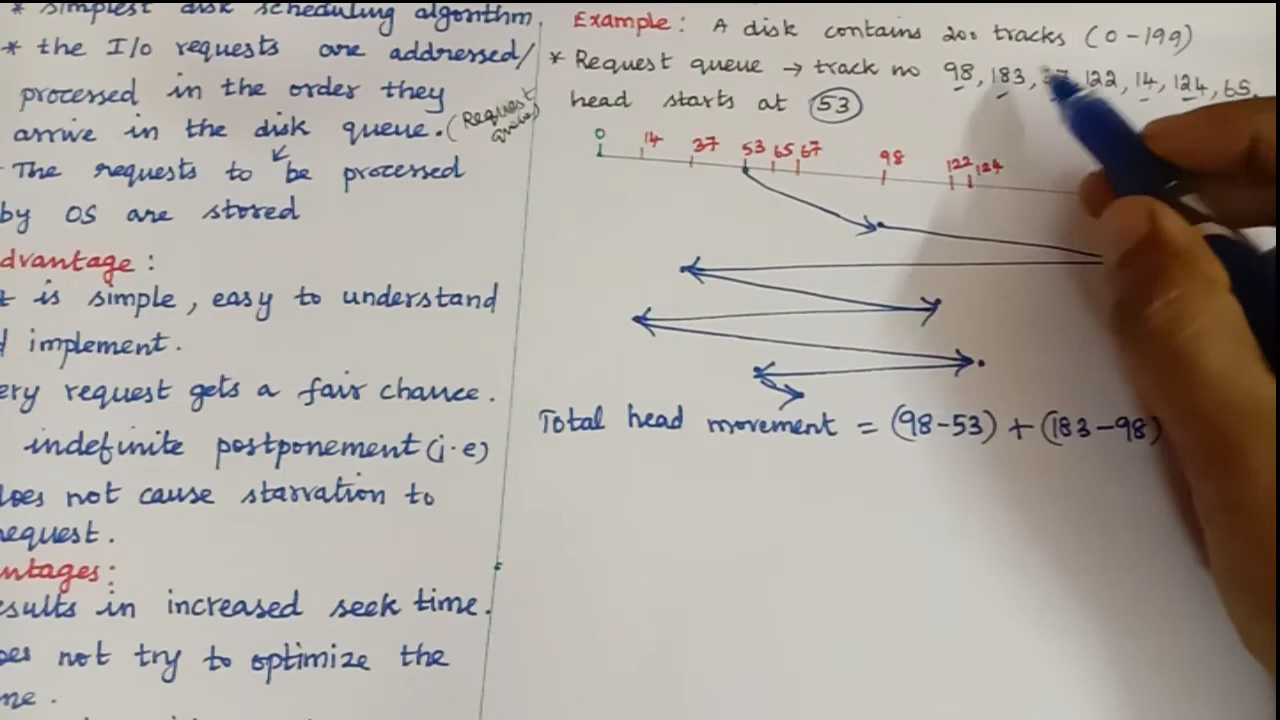 * simplest disk scheduling algorithm.
* the I/o requests are addressed/
processed in the order they
arrive in the disk queue. (Request
queue)
The requests to be processed
by OS are stored
dvantage:
t is simple, easy to understand
d implement.
ery request gets a fair chance.
indefinite postponement (i.e)
does not cause starvation to
request.
ntages:
esults in increased seek time.
oes not try to optimize the
me.
Example: A disk contains 200 tracks (0-199)
* Request queue → track no 98, 183, 37, 122, 14, 124, 65,
head starts at 53
0 14 37 53 65 67 98 122 124
Total head movement = (98-53) + (183-98)